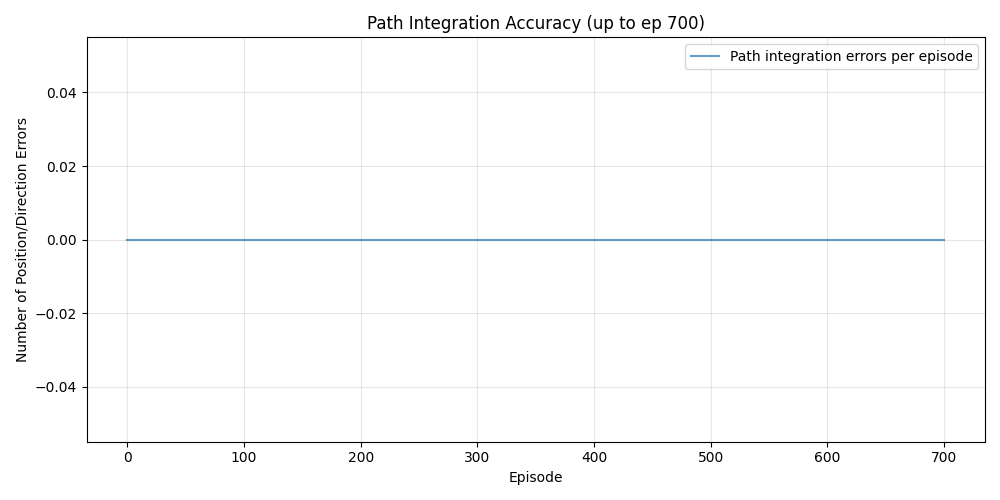 Path Integration Accuracy (up to ep 700)
Path integration errors per episode
Number of Position/Direction Errors
0.04
0.02
0.00
−0.02
−0.04
0 100 200 300 400 500 600 700
Episode